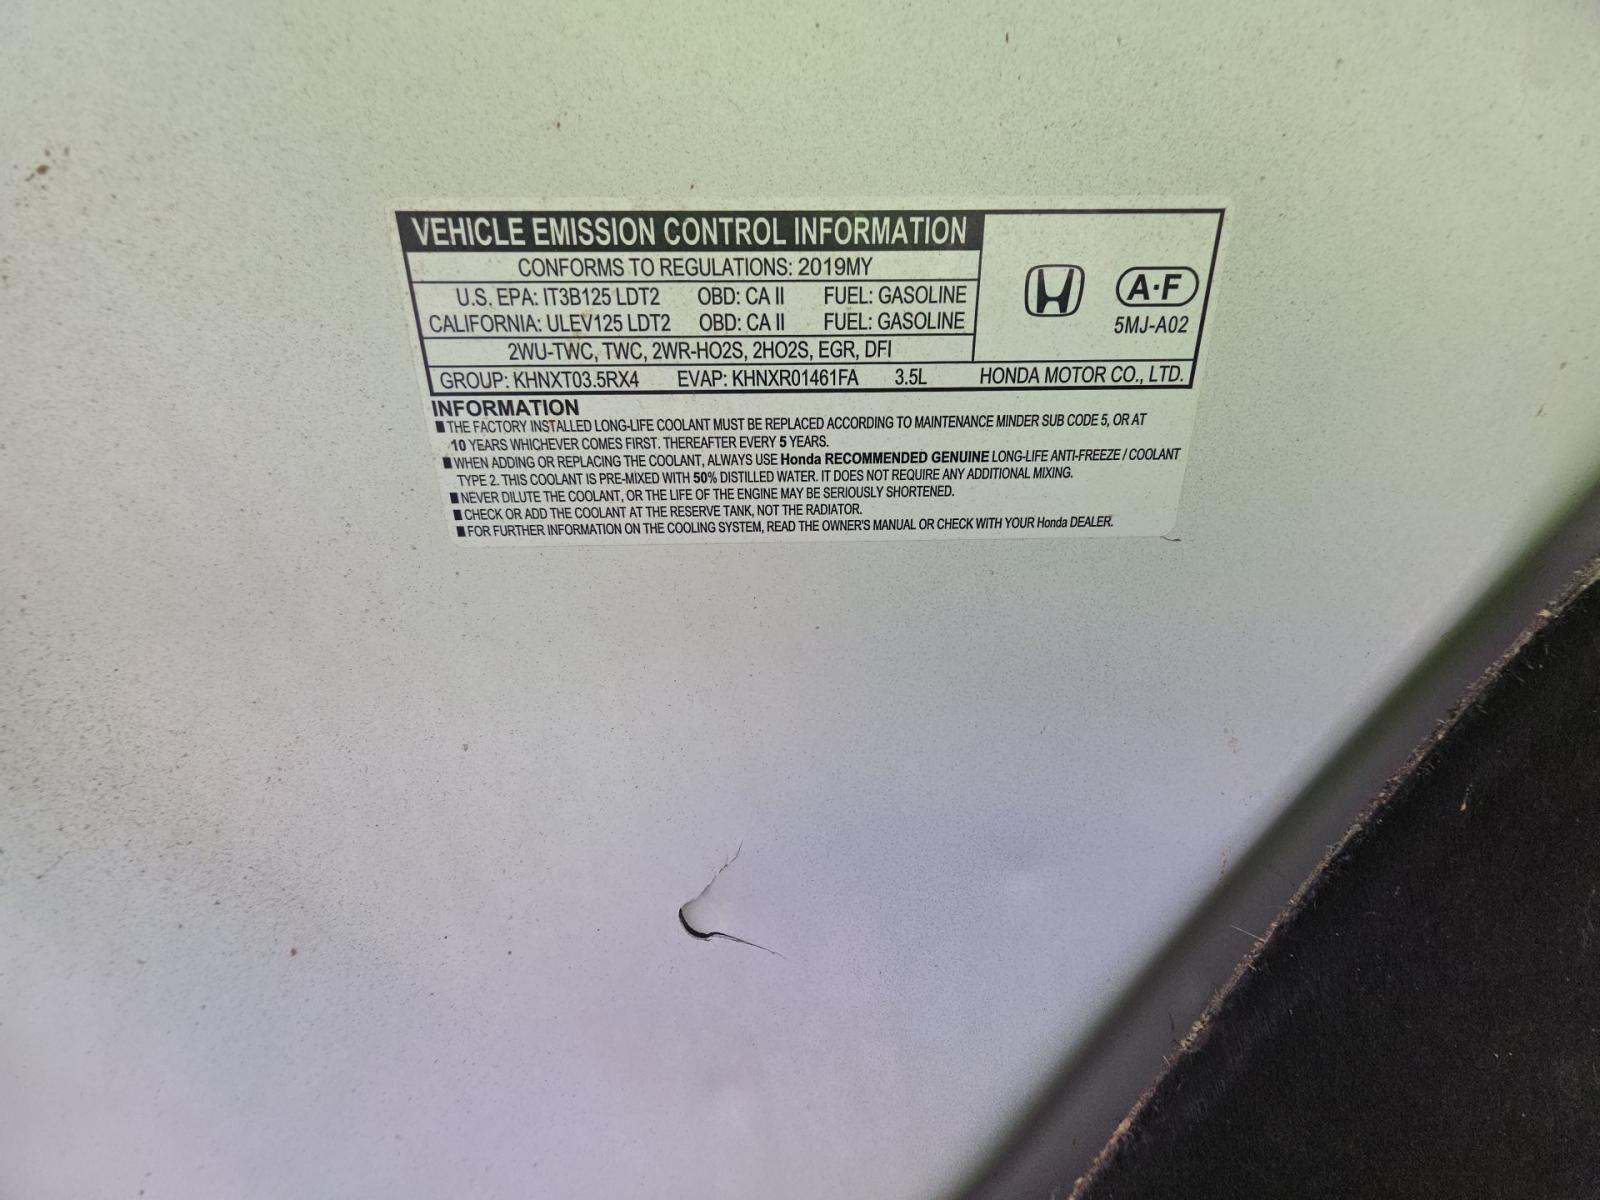 VEHICLE EMISSION CONTROL INFORMATION
CONFORMS TO REGULATIONS: 2019MY
U.S. EPA: IT3B125 LDT2 OBD: CA II FUEL: GASOLINE
CALIFORNIA: ULEV125 LDT2 OBD: CA II FUEL: GASOLINE
2WU-TWC, TWC, 2WR-HO2S, 2HO2S, EGR, DFI
A·F
5MJ-A02
GROUP: KHNXT03.5RX4 EVAP: KHNXR01461FA 3.5L HONDA MOTOR CO., LTD.
INFORMATION
■ THE FACTORY INSTALLED LONG-LIFE COOLANT MUST BE REPLACED ACCORDING TO MAINTENANCE MINDER SUB CODE 5, OR AT
10 YEARS WHICHEVER COMES FIRST. THEREAFTER EVERY 5 YEARS.
■ WHEN ADDING OR REPLACING THE COOLANT, ALWAYS USE Honda RECOMMENDED GENUINE LONG-LIFE ANTI-FREEZE / COOLANT
TYPE 2. THIS COOLANT IS PRE-MIXED WITH 50% DISTILLED WATER. IT DOES NOT REQUIRE ANY ADDITIONAL MIXING.
■ NEVER DILUTE THE COOLANT, OR THE LIFE OF THE ENGINE MAY BE SERIOUSLY SHORTENED.
■ CHECK OR ADD THE COOLANT AT THE RESERVE TANK, NOT THE RADIATOR.
■ FOR FURTHER INFORMATION ON THE COOLING SYSTEM, READ THE OWNER'S MANUAL OR CHECK WITH YOUR Honda DEALER.